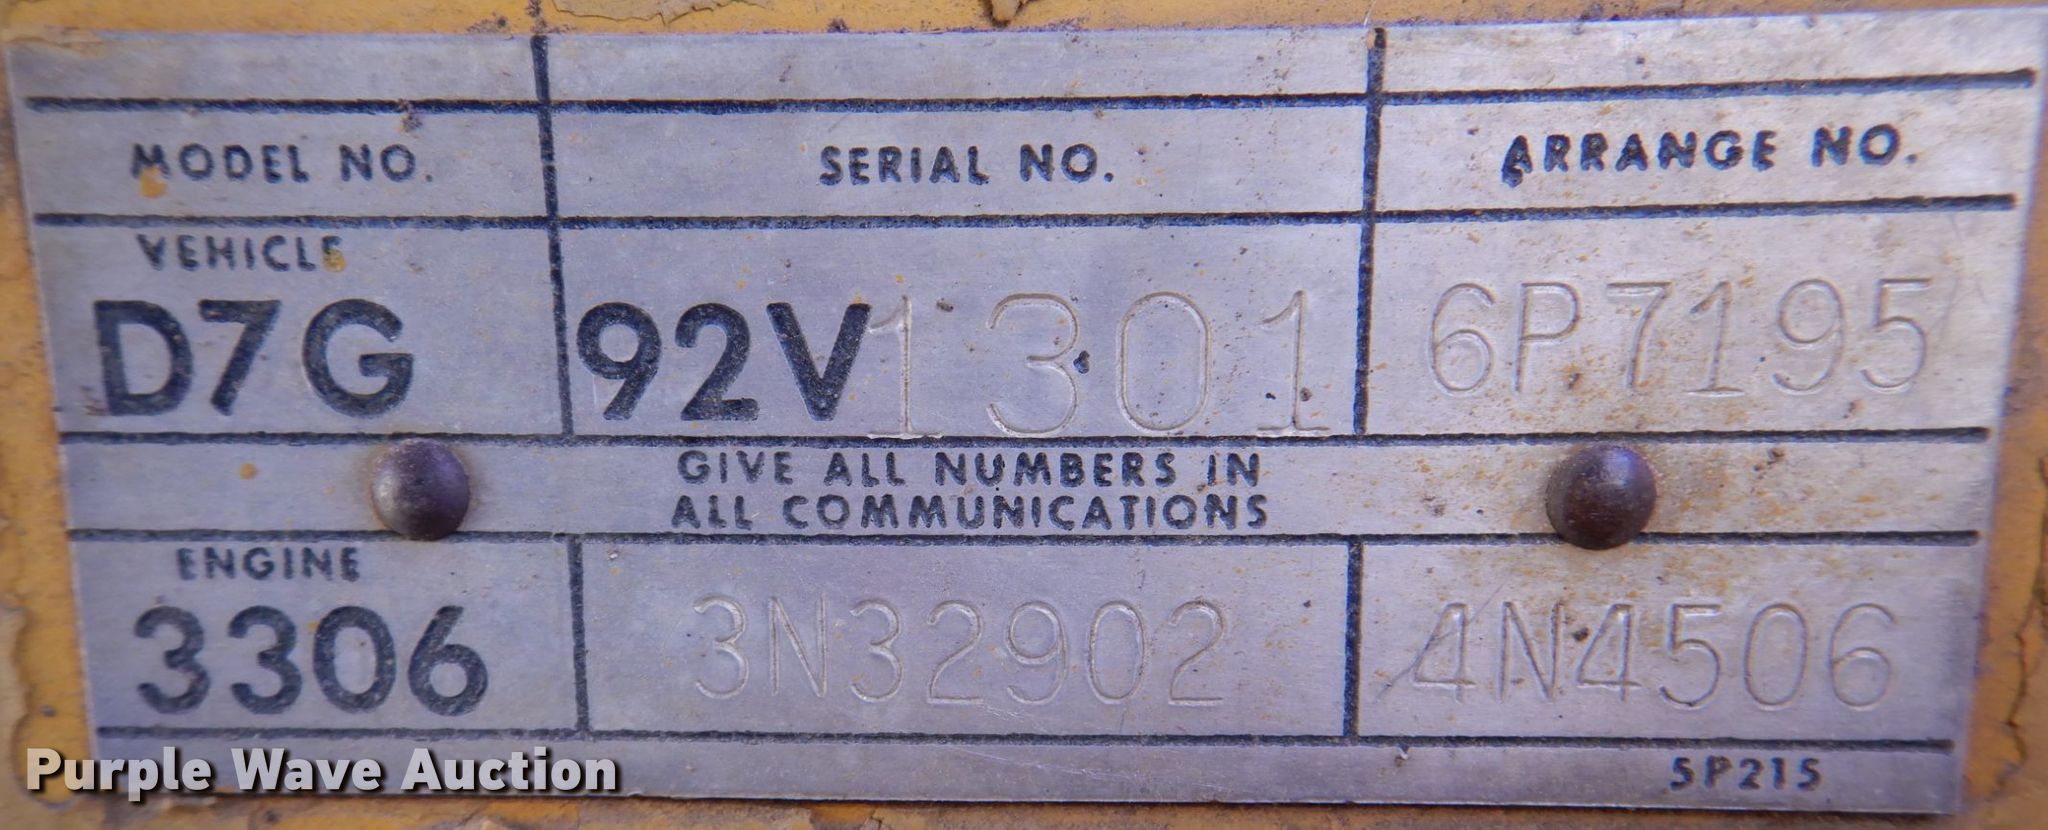 MODEL NO. SERIAL NO. ARRANGE NO.
VEHICLE
D7G 92V1301 6P7195
GIVE ALL NUMBERS IN
ALL COMMUNICATIONS
ENGINE
3306 3N32902 4N4506
5P215
Purple Wave Auction